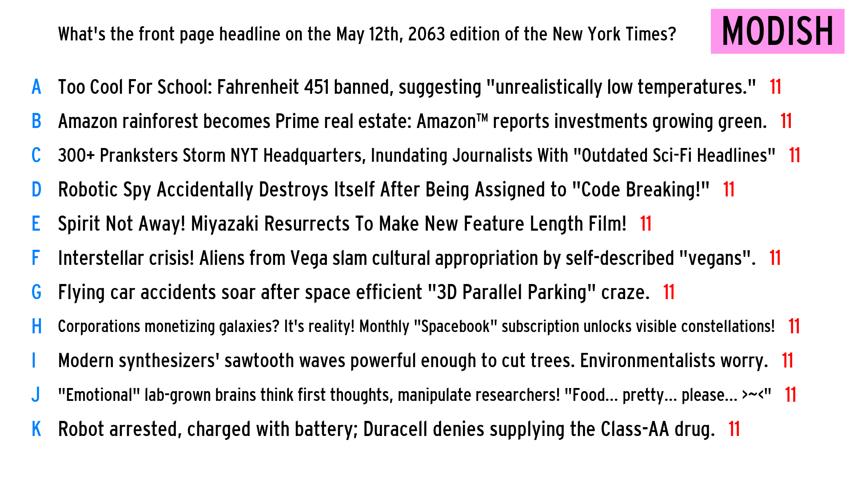 What's the front page headline on the May 12th, 2063 edition of the New York Times?
MODISH
A Too Cool For School: Fahrenheit 451 banned, suggesting "unrealistically low temperatures." 11
B Amazon rainforest becomes Prime real estate: Amazon™ reports investments growing green. 11
C 300+ Pranksters Storm NYT Headquarters, Inundating Journalists With "Outdated Sci-Fi Headlines" 11
D Robotic Spy Accidentally Destroys Itself After Being Assigned to "Code Breaking!" 11
E Spirit Not Away! Miyazaki Resurrects To Make New Feature Length Film! 11
F Interstellar crisis! Aliens from Vega slam cultural appropriation by self-described "vegans". 11
G Flying car accidents soar after space efficient "3D Parallel Parking" craze. 11
H Corporations monetizing galaxies? It's reality! Monthly "Spacebook" subscription unlocks visible constellations! 11
I Modern synthesizers' sawtooth waves powerful enough to cut trees. Environmentalists worry. 11
J "Emotional" lab-grown brains think first thoughts, manipulate researchers! "Food... pretty... please... >~<" 11
K Robot arrested, charged with battery; Duracell denies supplying the Class-AA drug. 11